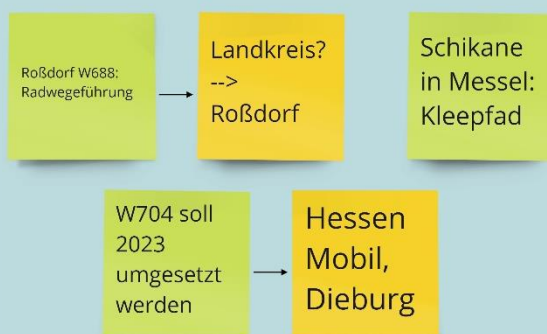 Roßdorf W688:
Radwegeführung
Landkreis?
-->
Roßdorf
Schikane
in Messel:
Kleepfad
W704 soll
2023
umgesetzt
werden
Hessen
Mobil,
Dieburg